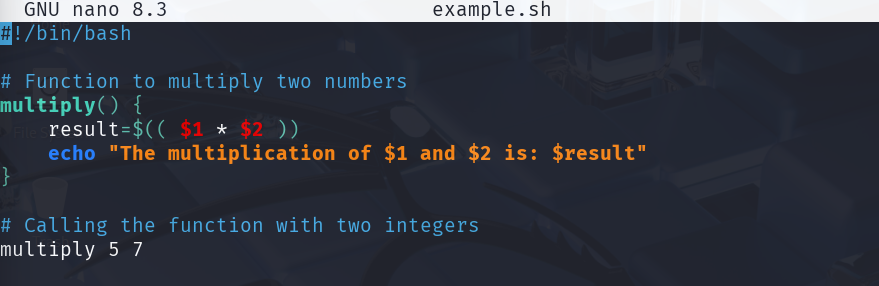 GNU nano 8.3 example.sh
#!/bin/bash
# Function to multiply two numbers
multiply() {
result=$(( $1 * $2 ))
echo "The multiplication of $1 and $2 is: $result"
}
# Calling the function with two integers
multiply 5 7